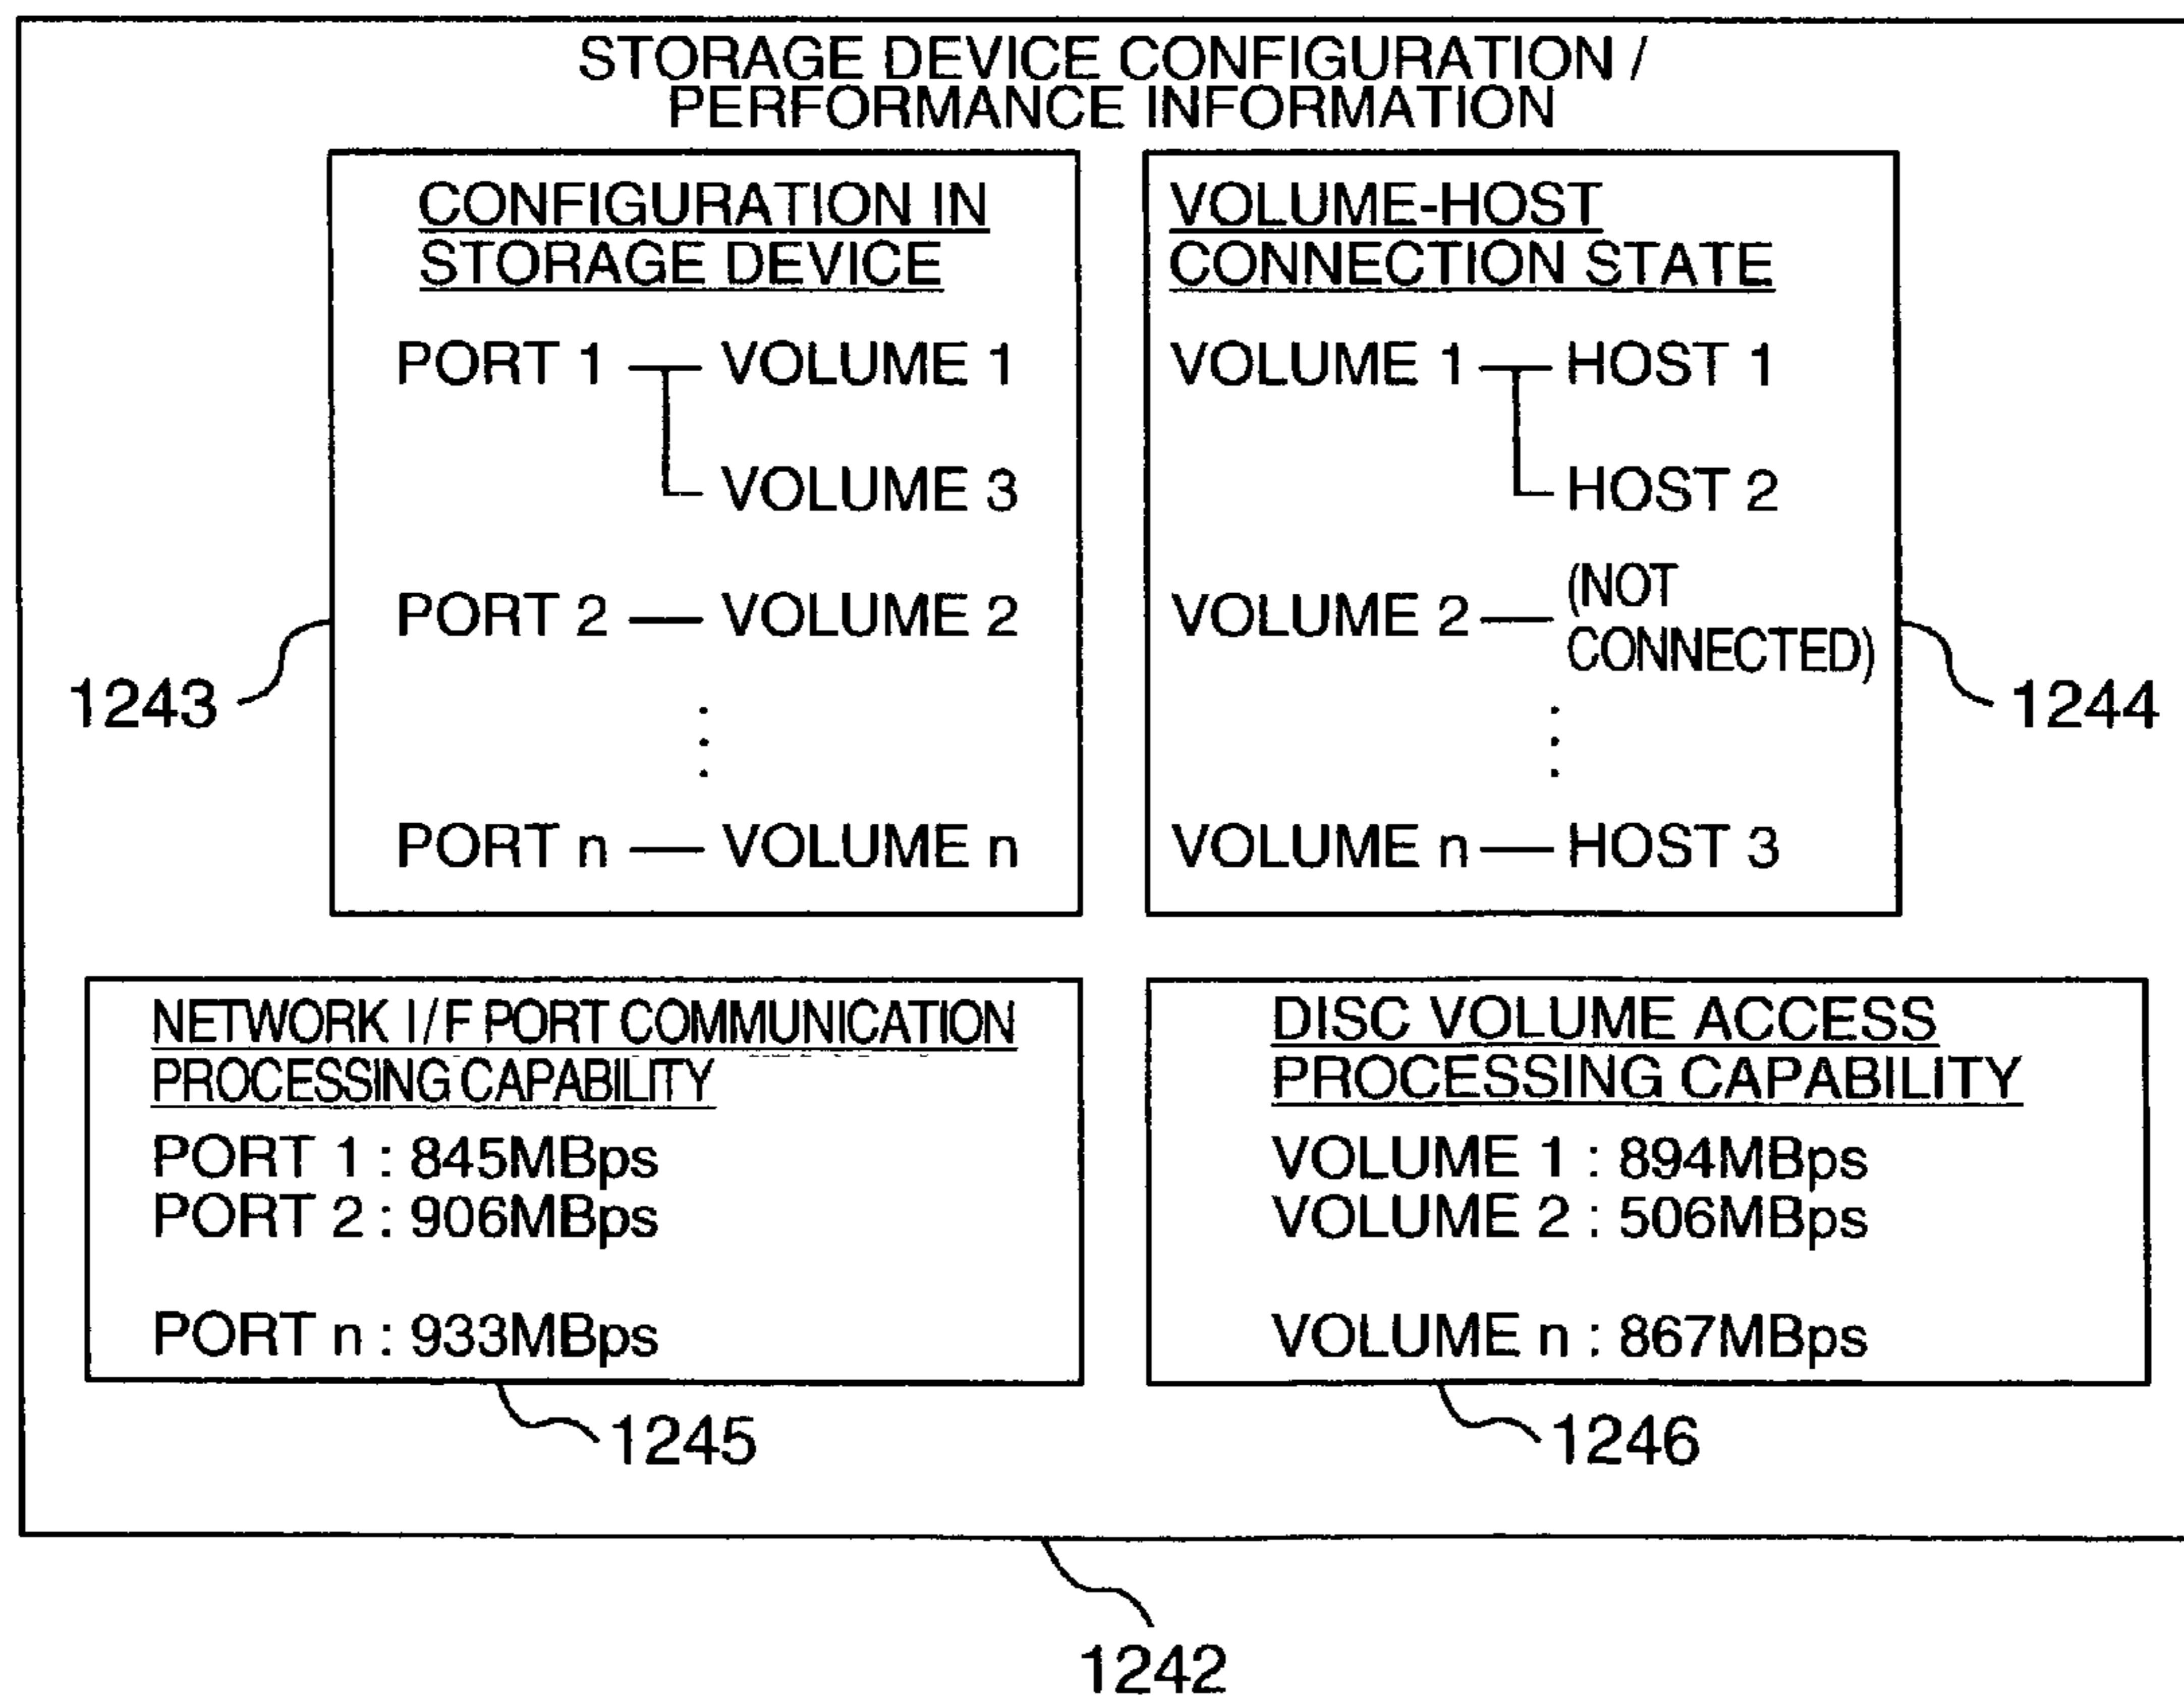 STORAGE DEVICE CONFIGURATION /
PERFORMANCE INFORMATION
CONFIGURATION IN
STORAGE DEVICE
PORT 1 VOLUME 1
VOLUME 3
PORT 2 — VOLUME 2
PORT n — VOLUME n
1243
VOLUME-HOST
CONNECTION STATE
VOLUME 1 HOST 1
HOST 2
VOLUME 2 — (NOT
CONNECTED)
VOLUME n — HOST 3
1244
NETWORK I/F PORT COMMUNICATION
PROCESSING CAPABILITY
PORT 1 : 845MBps
PORT 2 : 906MBps
PORT n : 933MBps
1245
DISC VOLUME ACCESS
PROCESSING CAPABILITY
VOLUME 1 : 894MBps
VOLUME 2 : 506MBps
VOLUME n : 867MBps
1246
1242